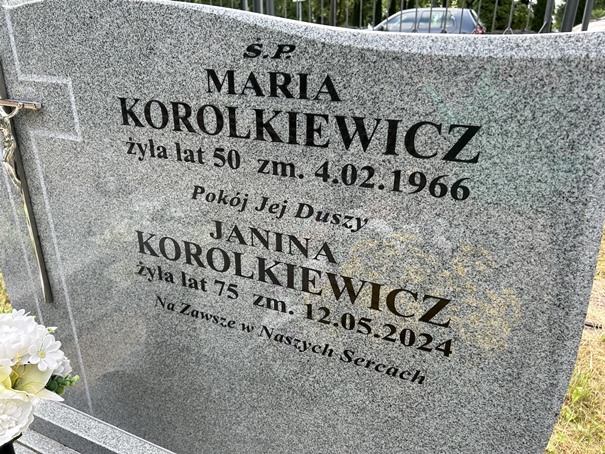 Ś.P.
MARIA
KOROLKIEWICZ
żyła lat 50 zm. 4.02.1966
Pokój Jej Duszy
JANINA
KOROLKIEWICZ
żyła lat 75 zm. 12.05.2024
Na Zawsze w Naszych Sercach